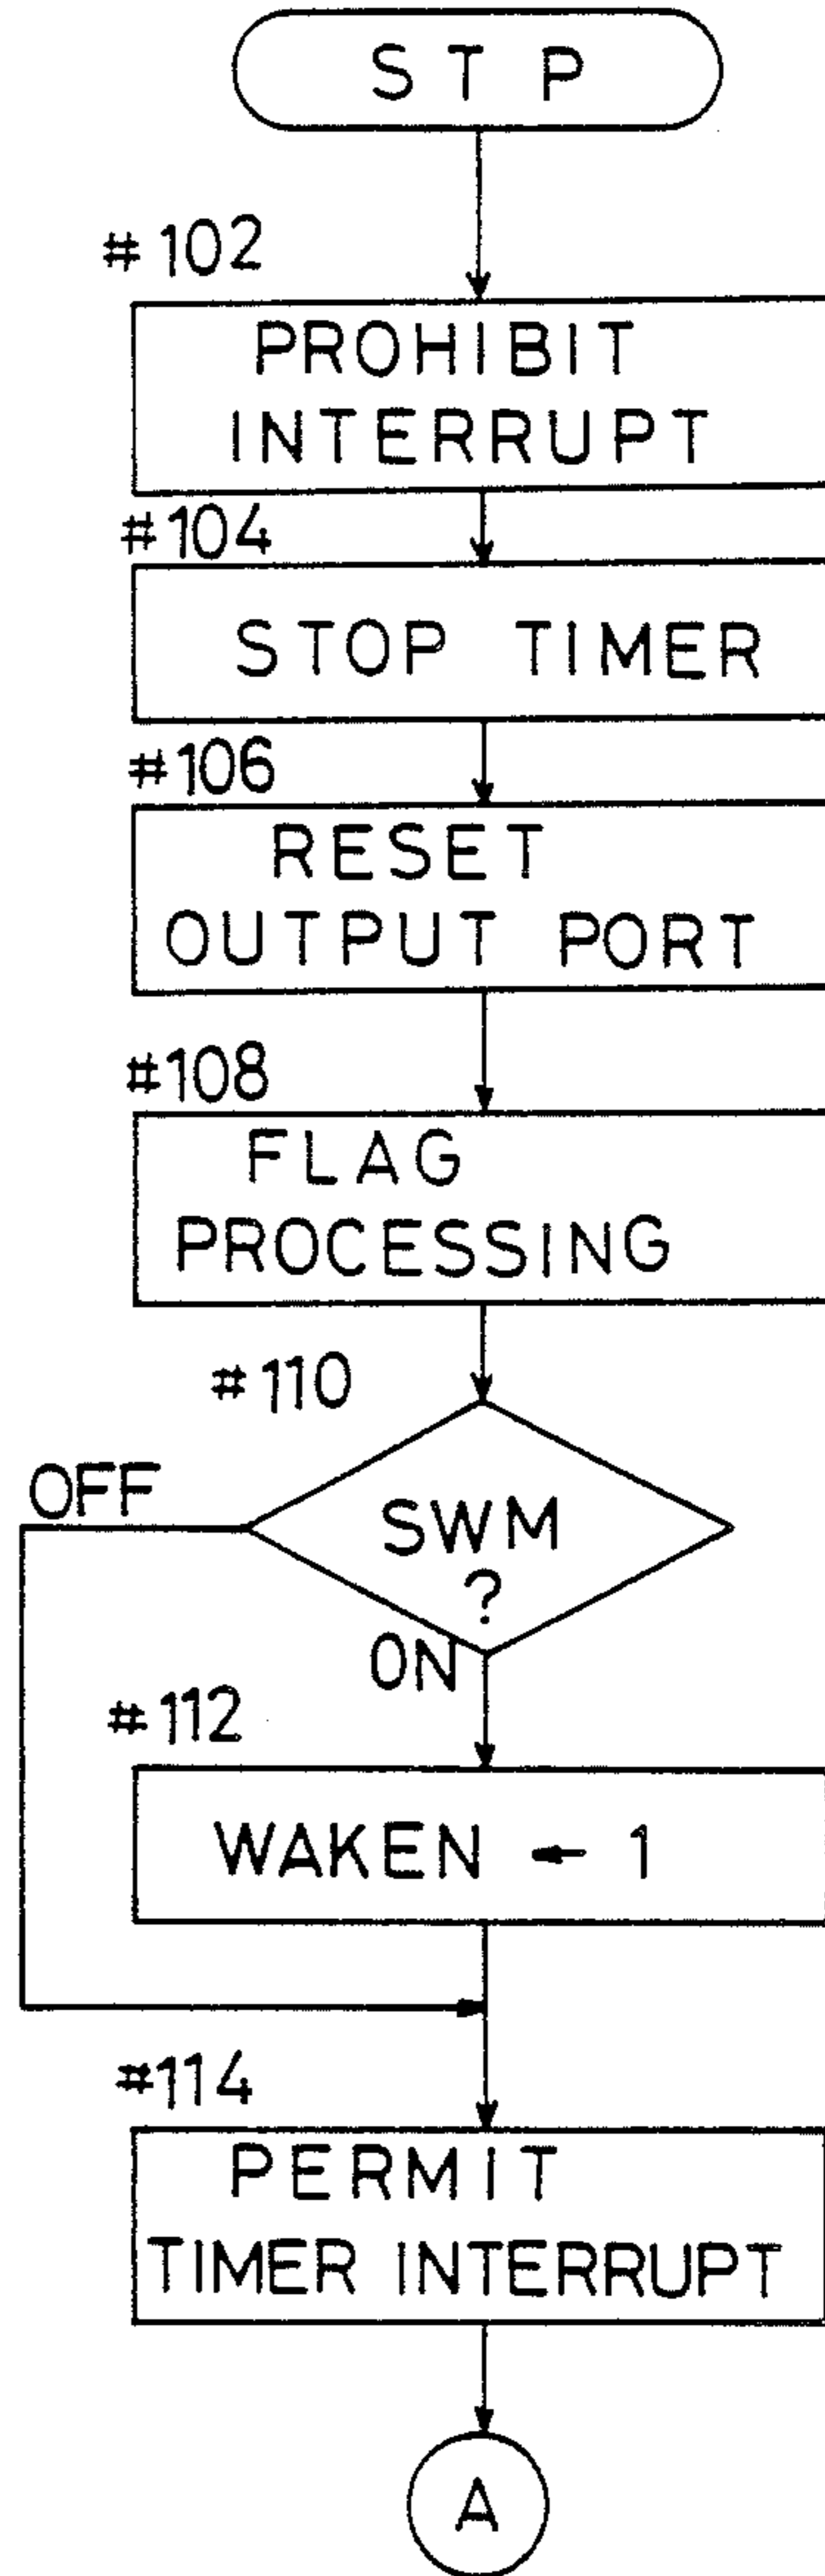 STP
#102
PROHIBIT
INTERRUPT
#104
STOP TIMER
#106
RESET
OUTPUT PORT
#108
FLAG
PROCESSING
#110
OFF
SWM
?
ON
#112
WAKEN ← 1
#114
PERMIT
TIMER INTERRUPT
A